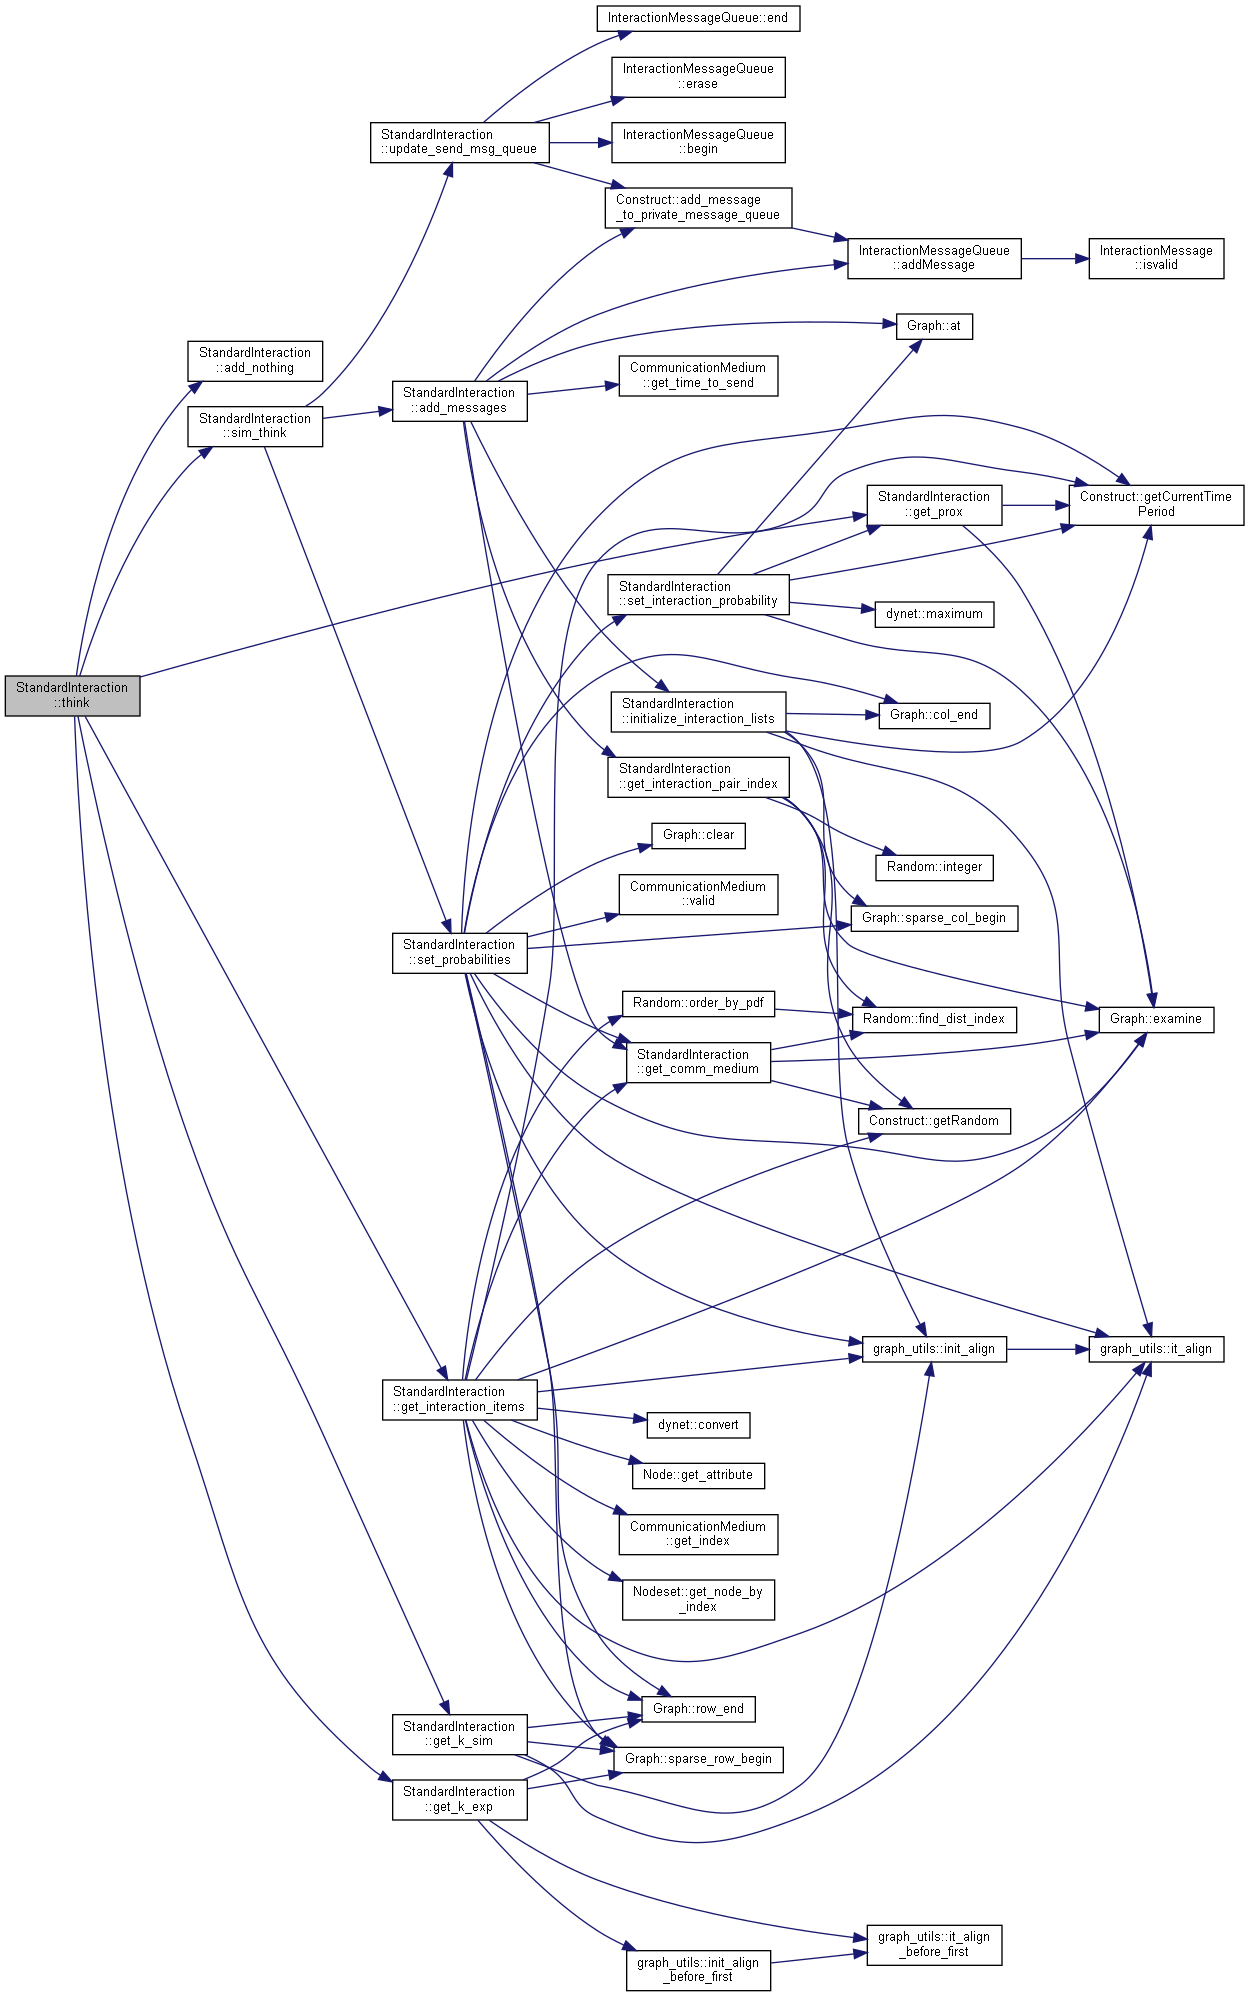 InteractionMessageQueue::end
InteractionMessageQueue
::erase
StandardInteraction
::update_send_msg_queue
InteractionMessageQueue
::begin
Construct::add_message
_to_private_message_queue
InteractionMessageQueue
::addMessage
InteractionMessage
::isvalid
Graph::at
StandardInteraction
::add_nothing
CommunicationMedium
::get_time_to_send
StandardInteraction
::add_messages
StandardInteraction
::sim_think
StandardInteraction
::get_prox
Construct::getCurrentTime
Period
StandardInteraction
::set_interaction_probability
dynet::maximum
StandardInteraction
::think
StandardInteraction
::initialize_interaction_lists
Graph::col_end
StandardInteraction
::get_interaction_pair_index
Graph::clear
Random::integer
CommunicationMedium
::valid
Graph::sparse_col_begin
StandardInteraction
::set_probabilities
Random::order_by_pdf
Random::find_dist_index
Graph::examine
StandardInteraction
::get_comm_medium
Construct::getRandom
graph_utils::init_align
graph_utils::it_align
StandardInteraction
::get_interaction_items
dynet::convert
Node::get_attribute
CommunicationMedium
::get_index
Nodeset::get_node_by
_index
Graph::row_end
StandardInteraction
::get_k_sim
Graph::sparse_row_begin
StandardInteraction
::get_k_exp
graph_utils::it_align
_before_first
graph_utils::init_align
_before_first